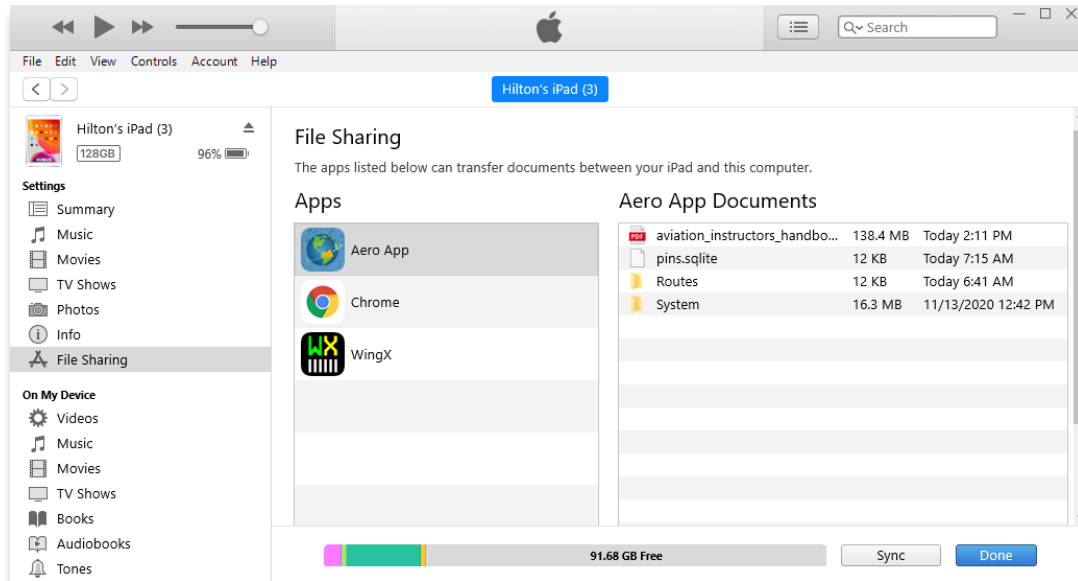 Search
File Edit View Controls Account Help
Hilton's iPad (3)
Hilton's iPad (3)
128GB 96%
Settings
Summary
Music
Movies
TV Shows
Photos
Info
File Sharing
On My Device
Videos
Music
Movies
TV Shows
Books
Audiobooks
Tones
File Sharing
The apps listed below can transfer documents between your iPad and this computer.
Apps
Aero App
Chrome
WX
WingX
Aero App Documents
PDF aviation_instructors_handbo... 138.4 MB Today 2:11 PM
pins.sqlite 12 KB Today 7:15 AM
Routes 12 KB Today 6:41 AM
System 16.3 MB 11/13/2020 12:42 PM
91.68 GB Free
Sync
Done